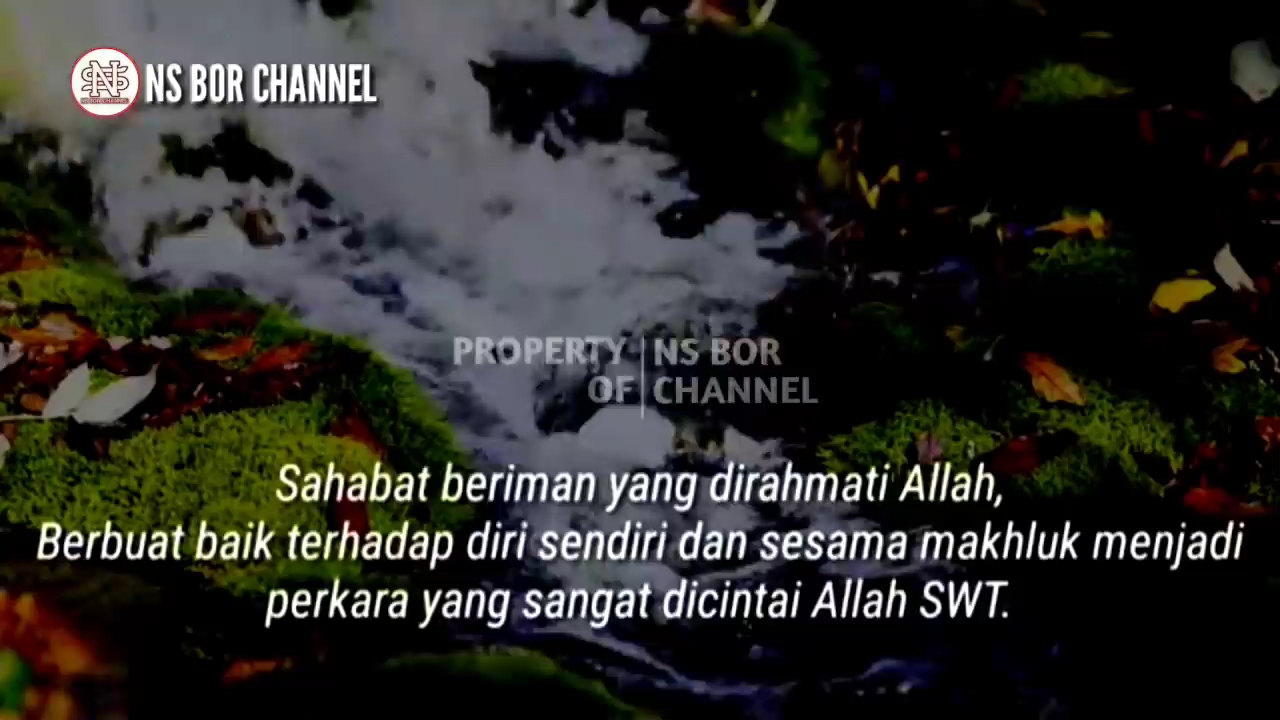 NS BOR CHANNEL
PROPERTY OF
NS BOR CHANNEL
Sahabat beriman yang dirahmati Allah,
Berbuat baik terhadap diri sendiri dan sesama makhluk menjadi
perkara yang sangat dicintai Allah SWT.